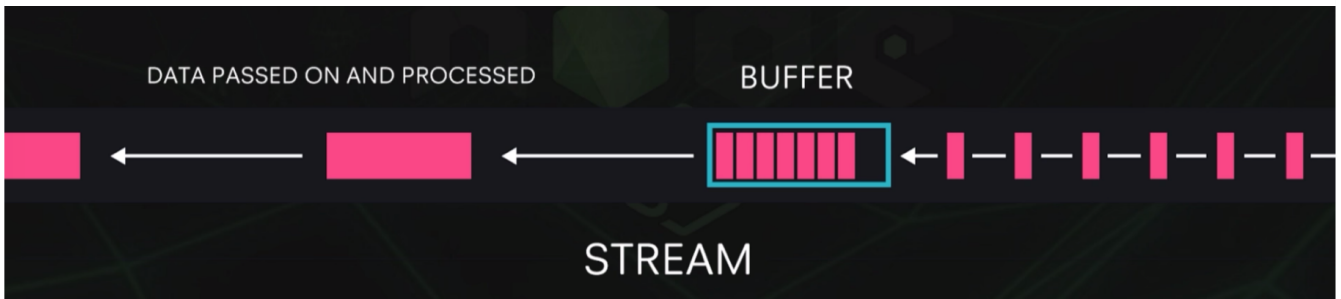 DATA PASSED ON AND PROCESSED
BUFFER
STREAM